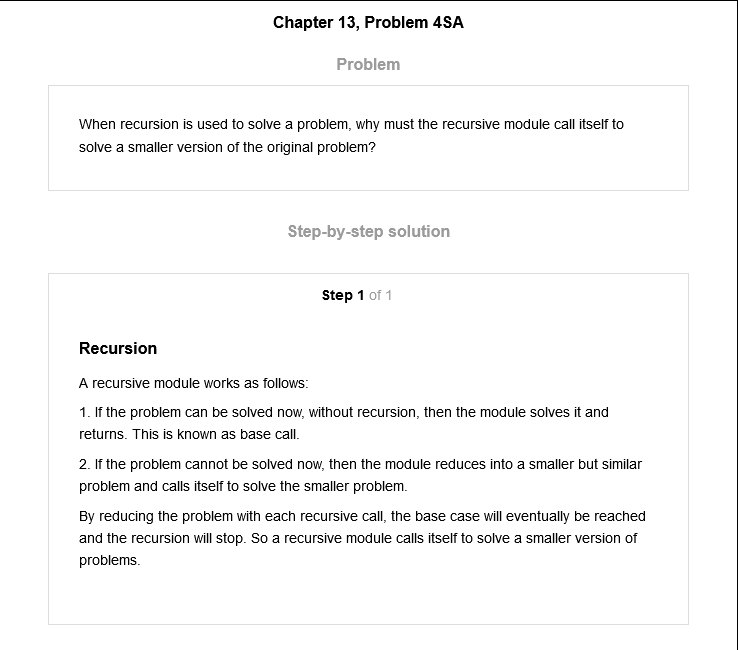 Chapter 13, Problem 4SA
Problem
When recursion is used to solve a problem, why must the recursive module call itself to
solve a smaller version of the original problem?
Step-by-step solution
Step 1 of 1
Recursion
A recursive module works as follows:
1. If the problem can be solved now, without recursion, then the module solves it and
returns. This is known as base call.
2. If the problem cannot be solved now, then the module reduces into a smaller but similar
problem and calls itself to solve the smaller problem.
By reducing the problem with each recursive call, the base case will eventually be reached
and the recursion will stop. So a recursive module calls itself to solve a smaller version of
problems.